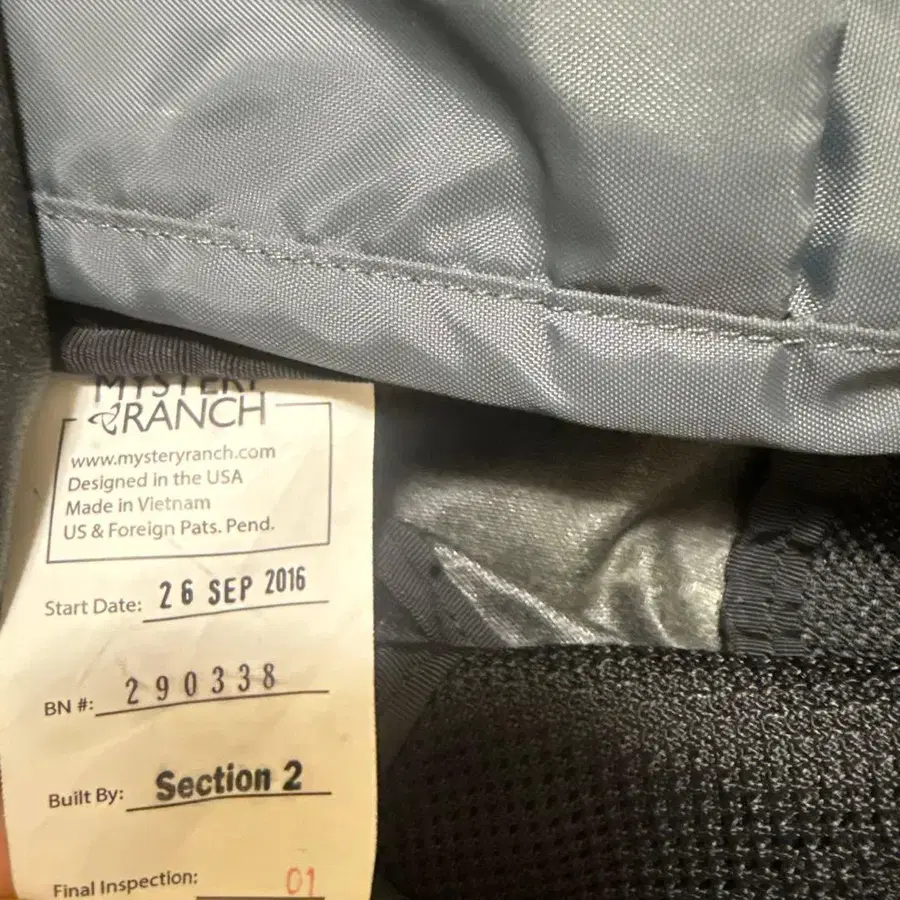 MYSTERY
RANCH
www.mysteryranch.com
Designed in the USA
Made in Vietnam
US & Foreign Pats. Pend.
Start Date: 26 SEP 2016
BN #: 290338
Built By: Section 2
Final Inspection: 01